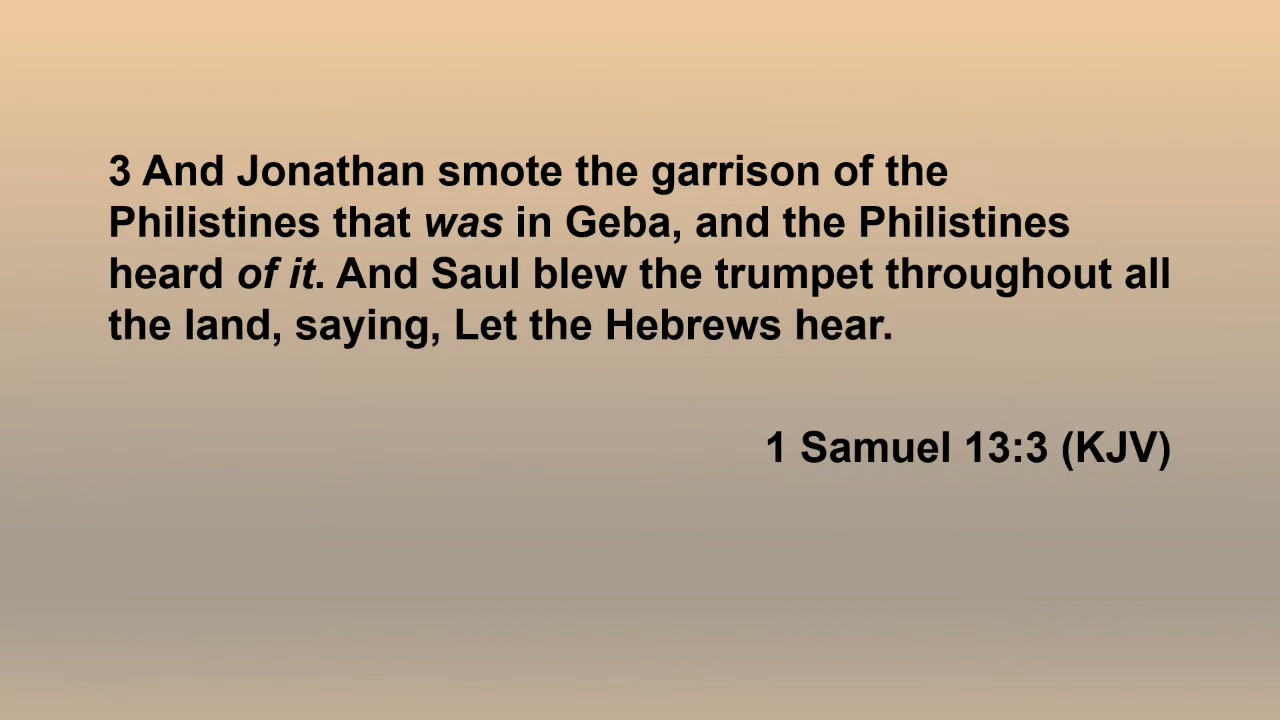 3 And Jonathan smote the garrison of the
Philistines that was in Geba, and the Philistines
heard of it. And Saul blew the trumpet throughout all
the land, saying, Let the Hebrews hear.
1 Samuel 13:3 (KJV)